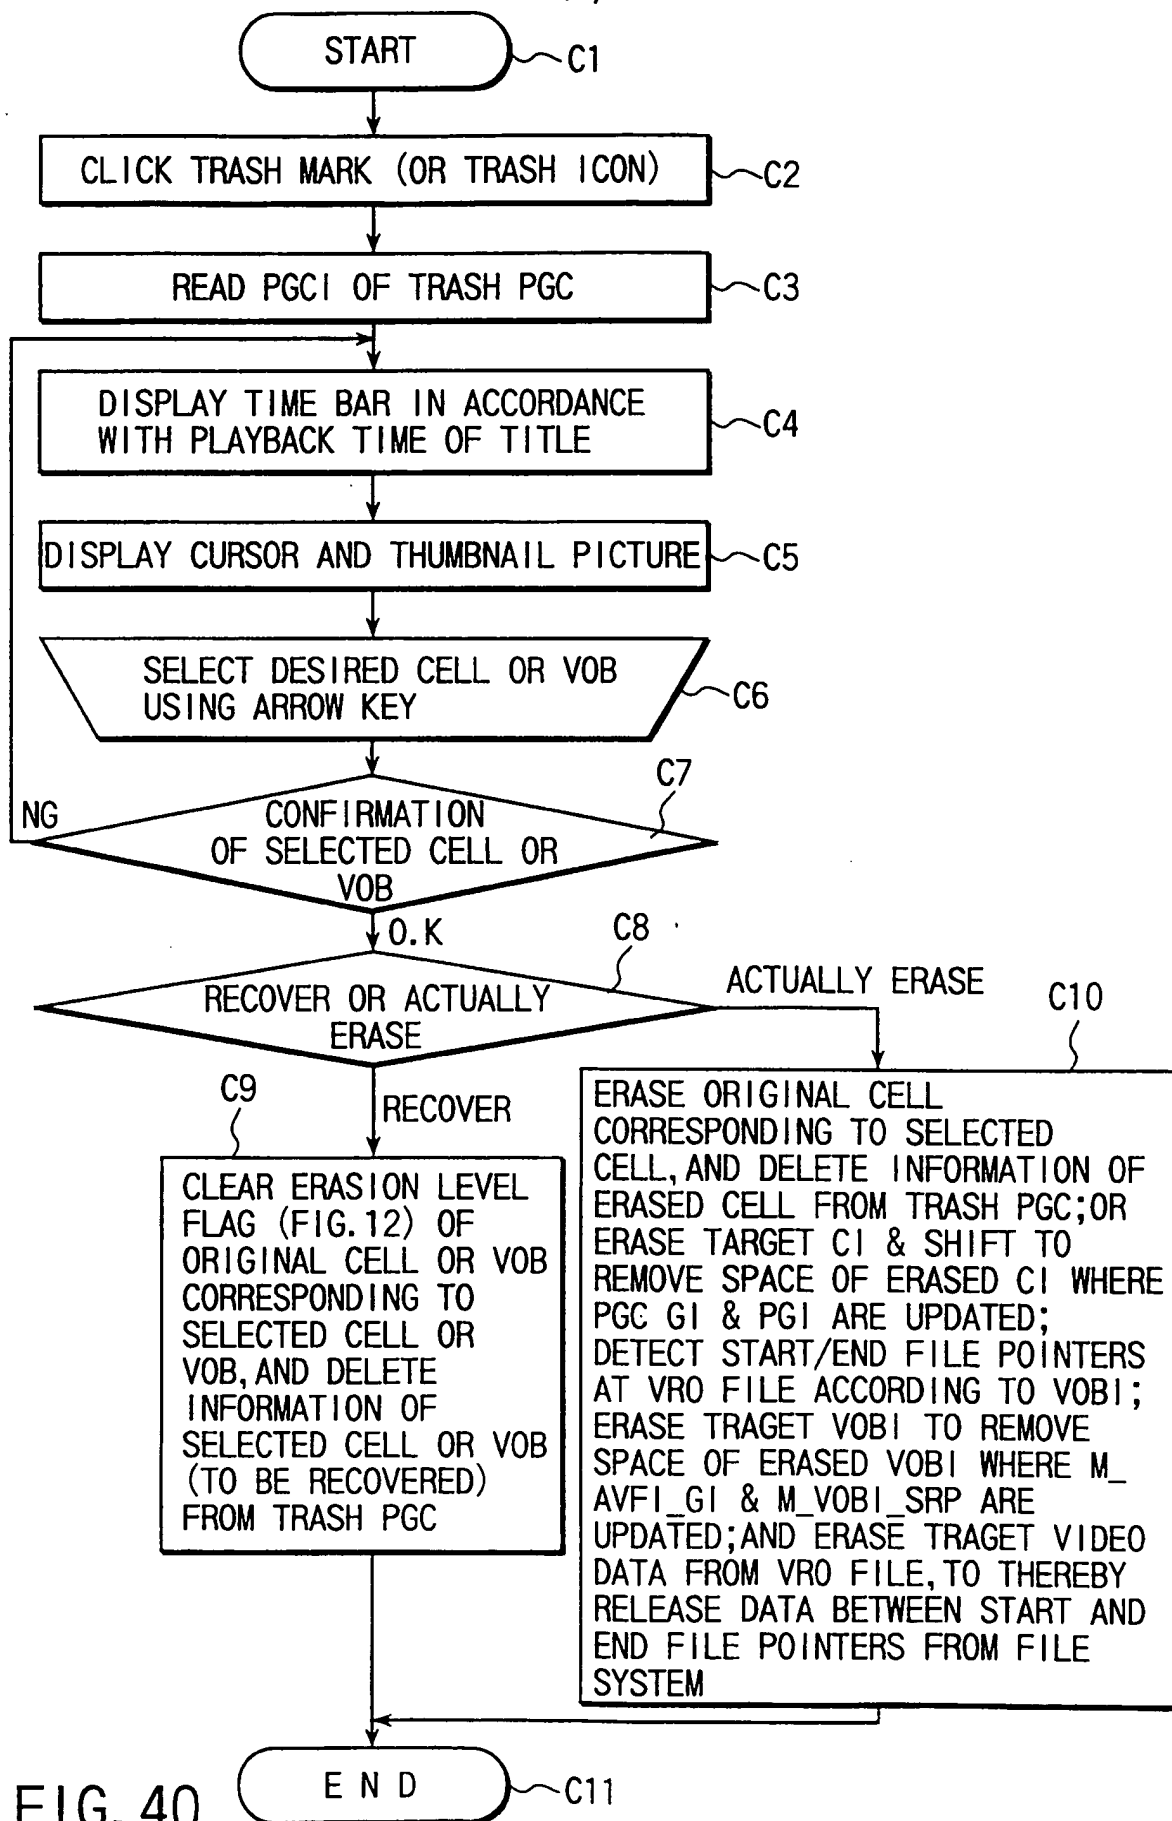 START
C1
CLICK TRASH MARK (OR TRASH ICON)
C2
READ PGCI OF TRASH PGC
C3
DISPLAY TIME BAR IN ACCORDANCE
WITH PLAYBACK TIME OF TITLE
C4
DISPLAY CURSOR AND THUMBNAIL PICTURE
C5
SELECT DESIRED CELL OR VOB
USING ARROW KEY
C6
C7
NG
CONFIRMATION
OF SELECTED CELL OR
VOB
O.K
C8
RECOVER OR ACTUALLY
ERASE
ACTUALLY ERASE
C10
C9
RECOVER
CLEAR ERASION LEVEL
FLAG (FIG.12) OF
ORIGINAL CELL OR VOB
CORRESPONDING TO
SELECTED CELL OR
VOB, AND DELETE
INFORMATION OF
SELECTED CELL OR VOB
(TO BE RECOVERED)
FROM TRASH PGC
ERASE ORIGINAL CELL
CORRESPONDING TO SELECTED
CELL, AND DELETE INFORMATION OF
ERASED CELL FROM TRASH PGC;OR
ERASE TARGET CI & SHIFT TO
REMOVE SPACE OF ERASED CI WHERE
PGC GI & PGI ARE UPDATED;
DETECT START/END FILE POINTERS
AT VRO FILE ACCORDING TO VOBI;
ERASE TRAGET VOBI TO REMOVE
SPACE OF ERASED VOBI WHERE M_
AVFI_GI & M_VOBI_SRP ARE
UPDATED;AND ERASE TRAGET VIDEO
DATA FROM VRO FILE, TO THEREBY
RELEASE DATA BETWEEN START AND
END FILE POINTERS FROM FILE
SYSTEM
END
C11
FIG. 40